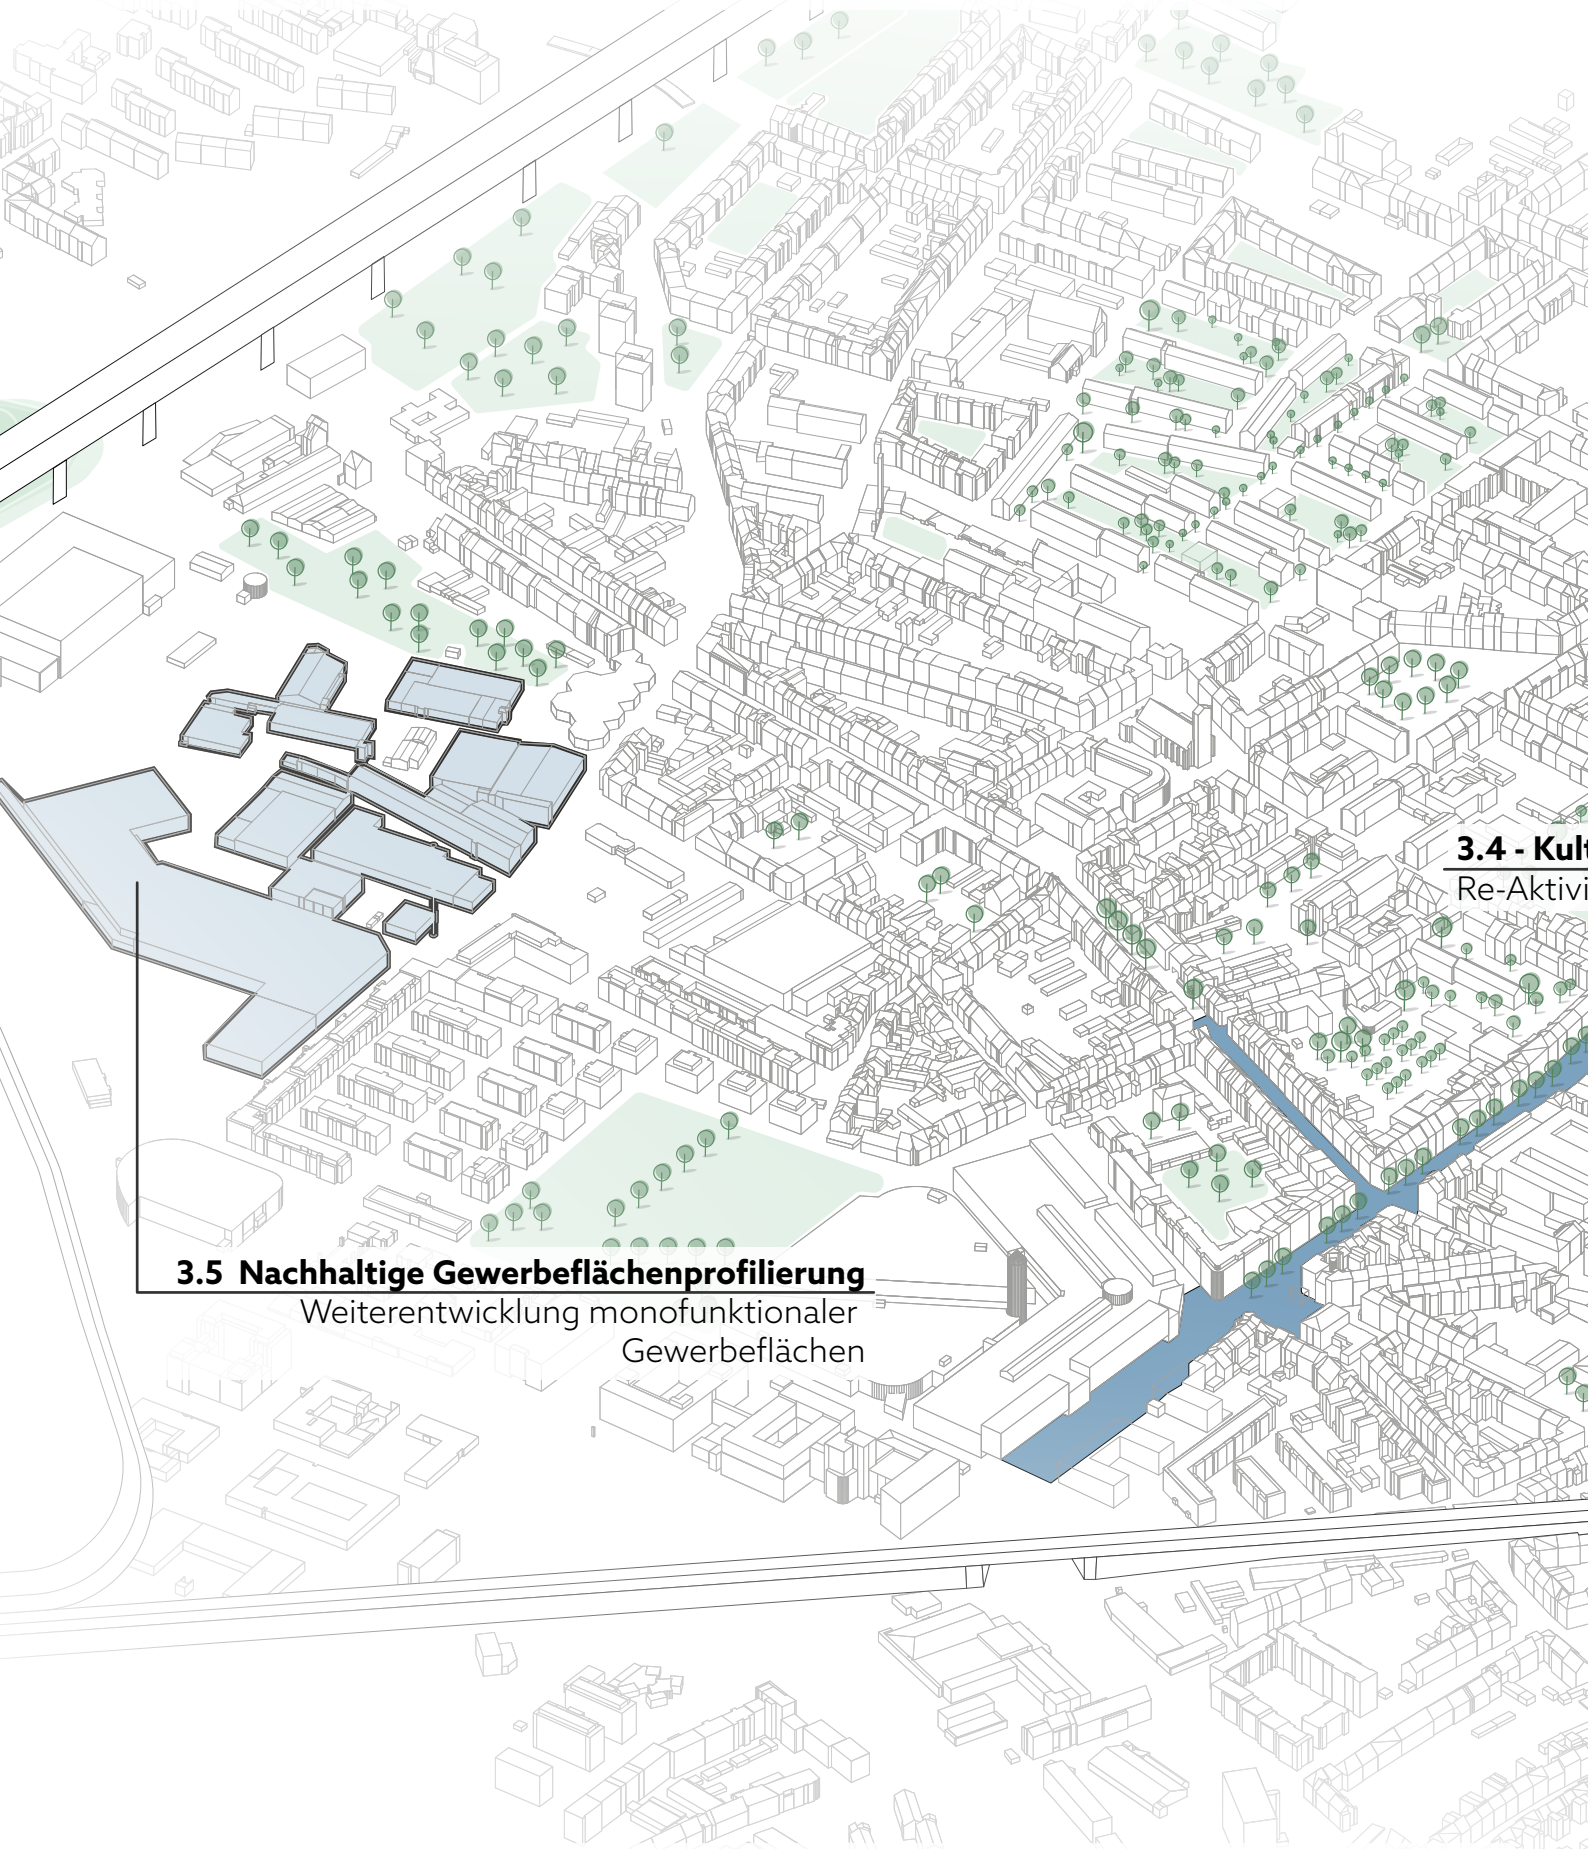 3.4 - Kult
Re-Aktivi
3.5 Nachhaltige Gewerbeflächenprofilierung
Weiterentwicklung monofunktionaler
Gewerbeflächen